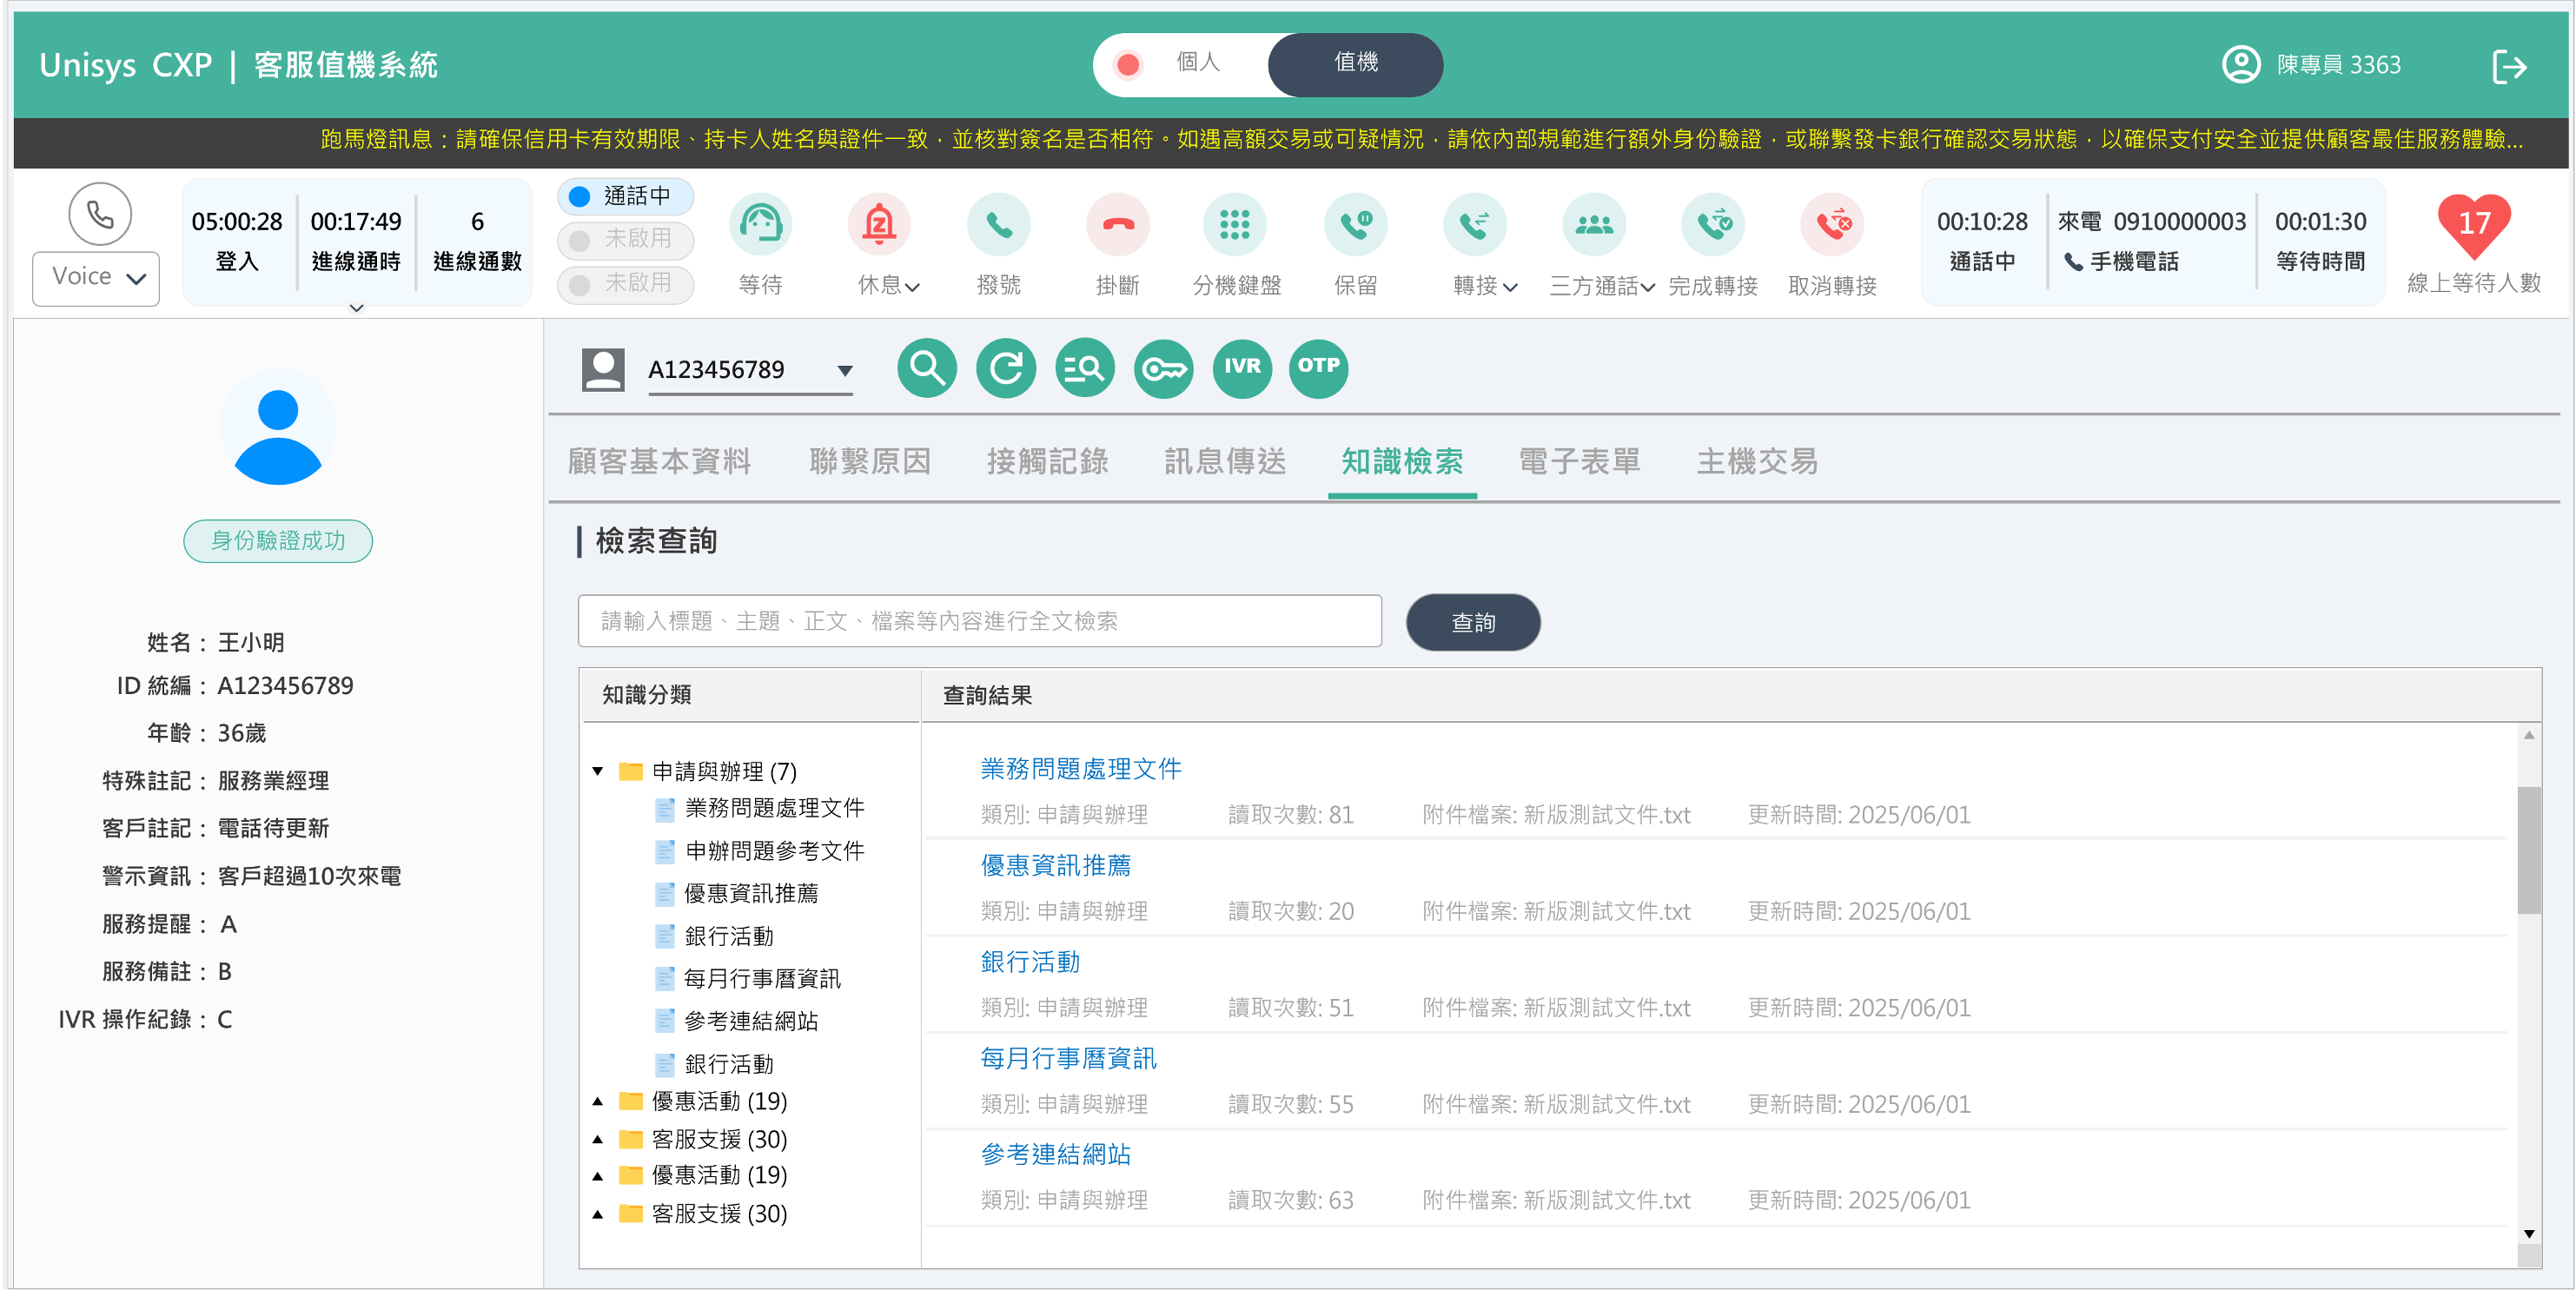 Unisys CXP | 客服值機系統
個人
值機
陳專員 3363
跑馬燈訊息：請確保信用卡有效期限、持卡人姓名與證件一致，並核對簽名是否相符。如遇高額交易或可疑情況，請依內部規範進行額外身份驗證，或聯繫發卡銀行確認交易狀態，以確保支付安全並提供顧客最佳服務體驗...
Voice
05:00:28
登入
00:17:49
進線通時
6
進線通數
通話中
未啟用
未啟用
等待
休息
撥號
掛斷
分機鍵盤
保留
轉接
三方通話
完成轉接
取消轉接
00:10:28
通話中
來電 0910000003
手機電話
00:01:30
等待時間
17
線上等待人數
身份驗證成功
姓名： 王小明
ID 統編： A123456789
年齡： 36歲
特殊註記： 服務業經理
客戶註記： 電話待更新
警示資訊： 客戶超過10次來電
服務提醒： A
服務備註： B
IVR 操作紀錄： C
A123456789
IVR
OTP
顧客基本資料
聯繫原因
接觸記錄
訊息傳送
知識檢索
電子表單
主機交易
檢索查詢
請輸入標題、主題、正文、檔案等內容進行全文檢索
查詢
知識分類
申請與辦理 (7)
業務問題處理文件
申辦問題參考文件
優惠資訊推薦
銀行活動
每月行事曆資訊
參考連結網站
銀行活動
優惠活動 (19)
客服支援 (30)
優惠活動 (19)
客服支援 (30)
查詢結果
業務問題處理文件
類別: 申請與辦理 讀取次數: 81 附件檔案: 新版測試文件.txt 更新時間: 2025/06/01
優惠資訊推薦
類別: 申請與辦理 讀取次數: 20 附件檔案: 新版測試文件.txt 更新時間: 2025/06/01
銀行活動
類別: 申請與辦理 讀取次數: 51 附件檔案: 新版測試文件.txt 更新時間: 2025/06/01
每月行事曆資訊
類別: 申請與辦理 讀取次數: 55 附件檔案: 新版測試文件.txt 更新時間: 2025/06/01
參考連結網站
類別: 申請與辦理 讀取次數: 63 附件檔案: 新版測試文件.txt 更新時間: 2025/06/01